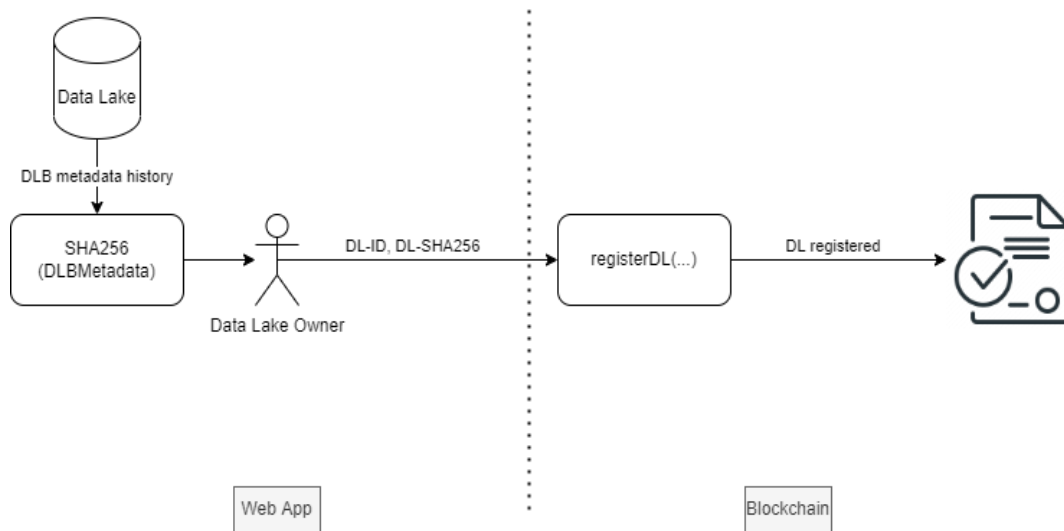 Data Lake
DLB metadata history
SHA256
(DLBMetadata)
DL-ID, DL-SHA256
registerDL(...)
DL registered
Data Lake Owner
Web App
Blockchain